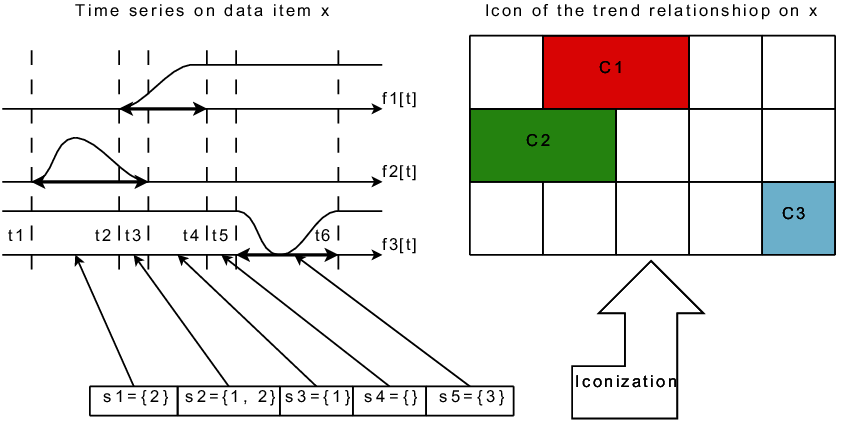 Time series on data item x
Icon of the trend relationshiop on x
f1[t]
f2[t]
t1 t2 t3 t4 t5 t6
f3[t]
C1
C2
C3
Iconization
s1={2} s2={1, 2} s3={1} s4={} s5={3}